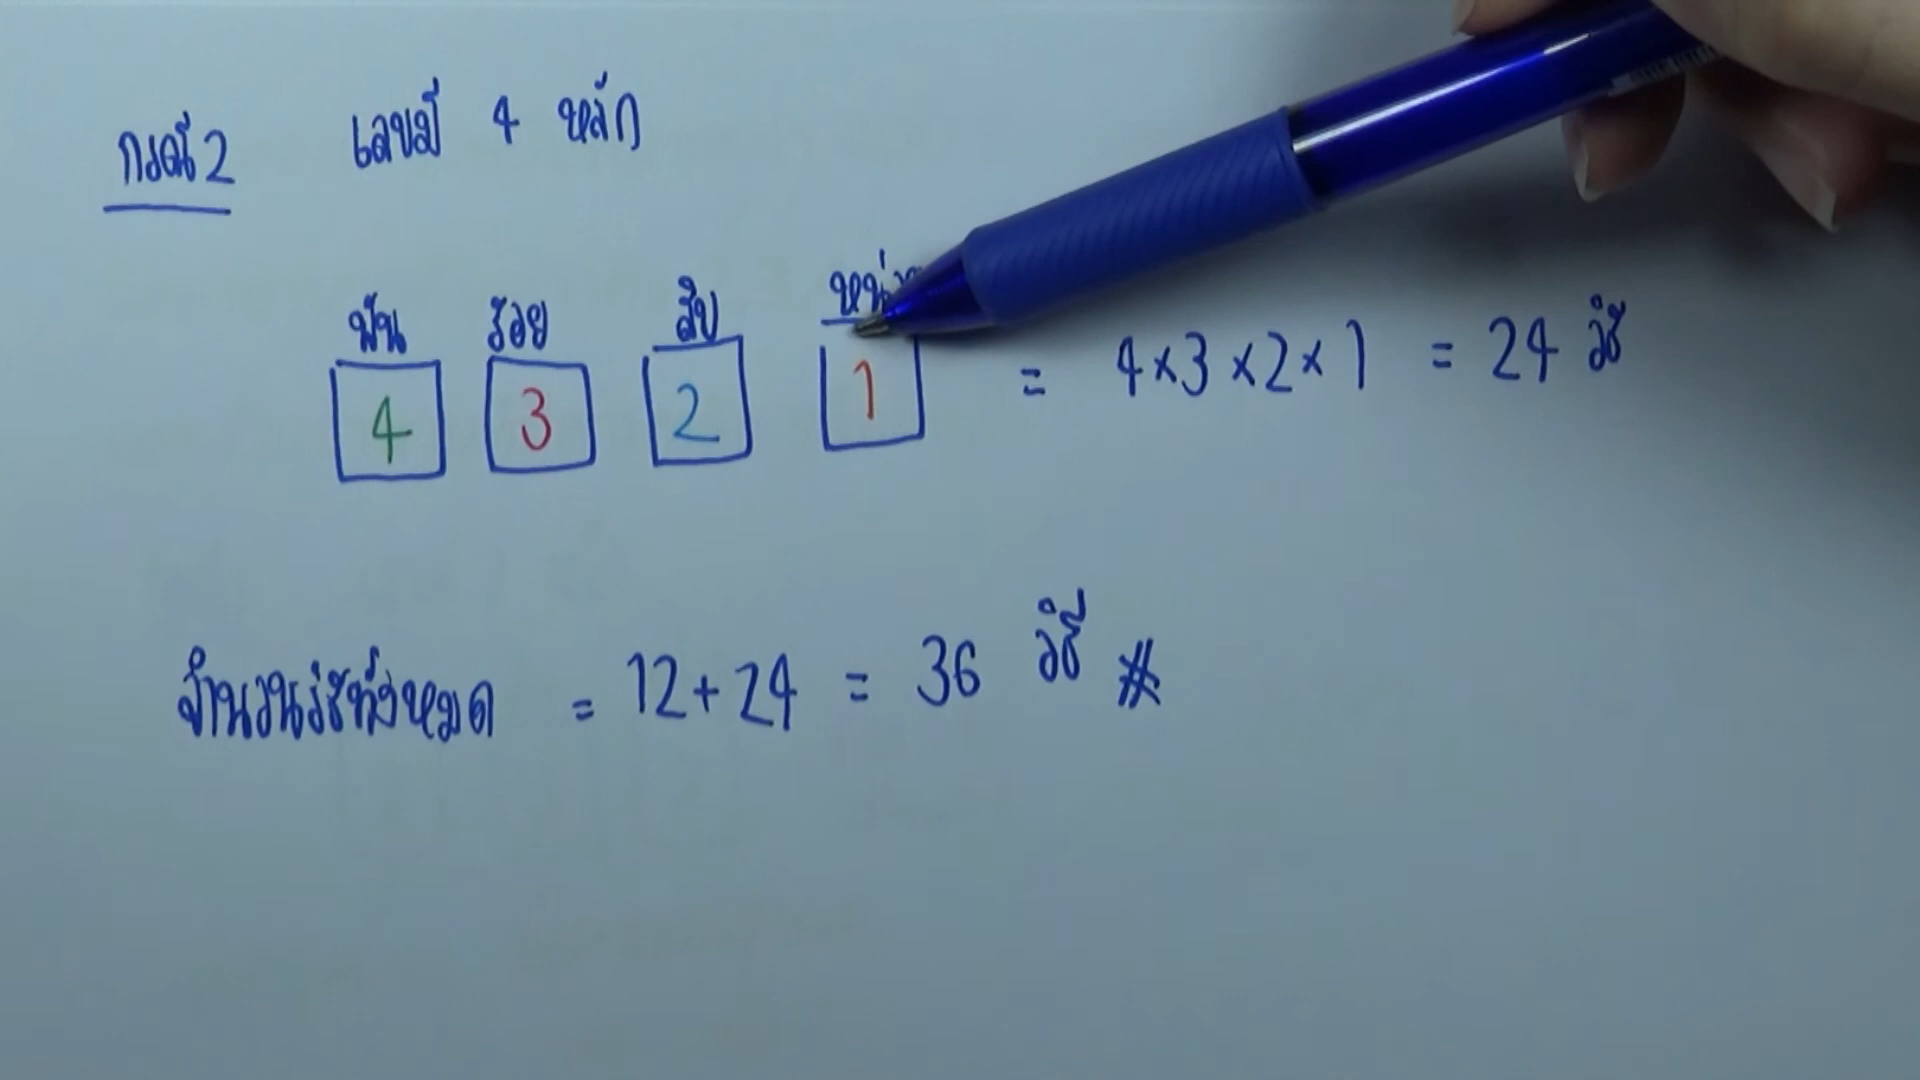 กรณี 2 เลขมี 4 หลัก
พัน ร้อย สิบ
4 3 2 1 = 4×3×2×1 = 24 วิธี
จำนวนวิธีทั้งหมด = 12+24 = 36 วิธี #